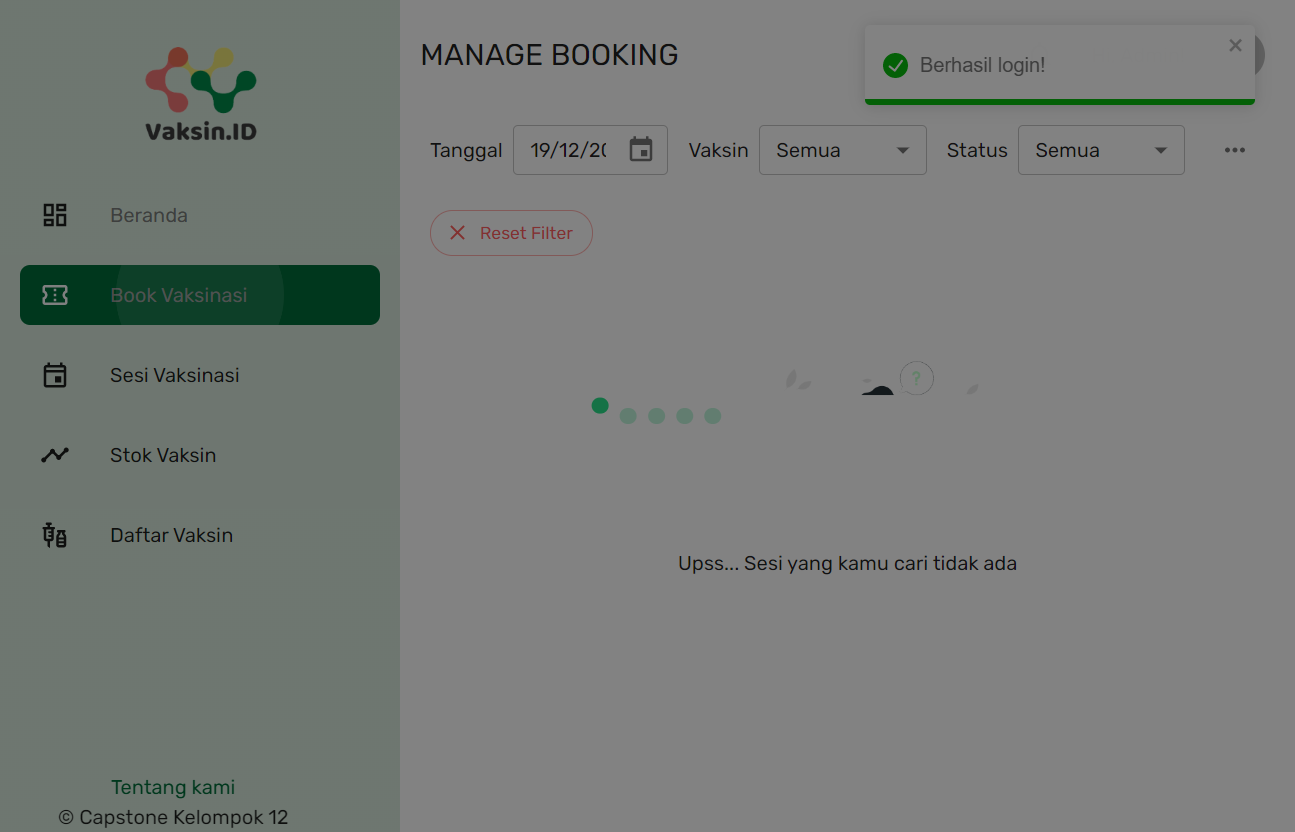 Vaksin.ID
Beranda
Book Vaksinasi
Sesi Vaksinasi
Stok Vaksin
Daftar Vaksin
Tentang kami
© Capstone Kelompok 12
MANAGE BOOKING
Berhasil login!
Tanggal 19/12/20 Vaksin Semua Status Semua
Reset Filter
?
Upss... Sesi yang kamu cari tidak ada